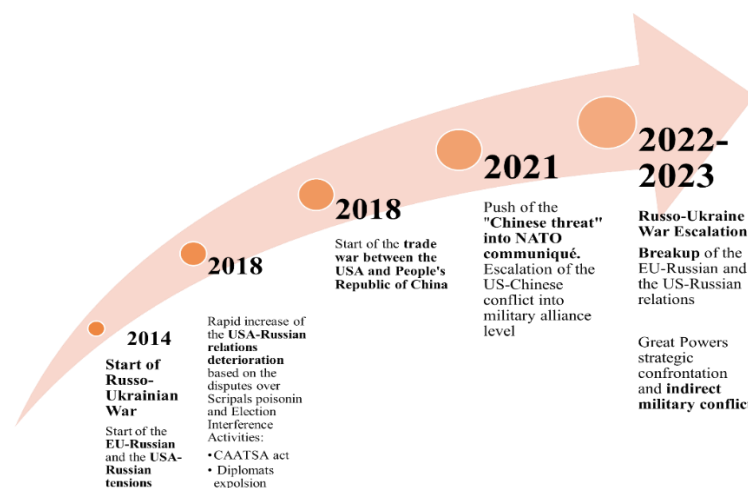 2014
Start of
Russo-
Ukrainian
War
Start of the
EU-Russian
and the USA-
Russian
tensions
2018
Rapid increase of
the USA-Russian
relations
deterioration
based on the
disputes over
Scripals poisonin
and Election
Interference
Activities:
•CAATSA act
• Diplomats
expolsion
2018
Start of the trade
war between the
USA and People's
Republic of China
2021
Push of the
"Chinese threat"
into NATO
communiqué.
Escalation of the
US-Chinese
conflict into
military alliance
level
2022-
2023
Russo-Ukraine
War Escalation
Breakup of the
EU-Russian and
the US-Russian
relations
Great Powers
strategic
confrontation
and indirect
military conflic